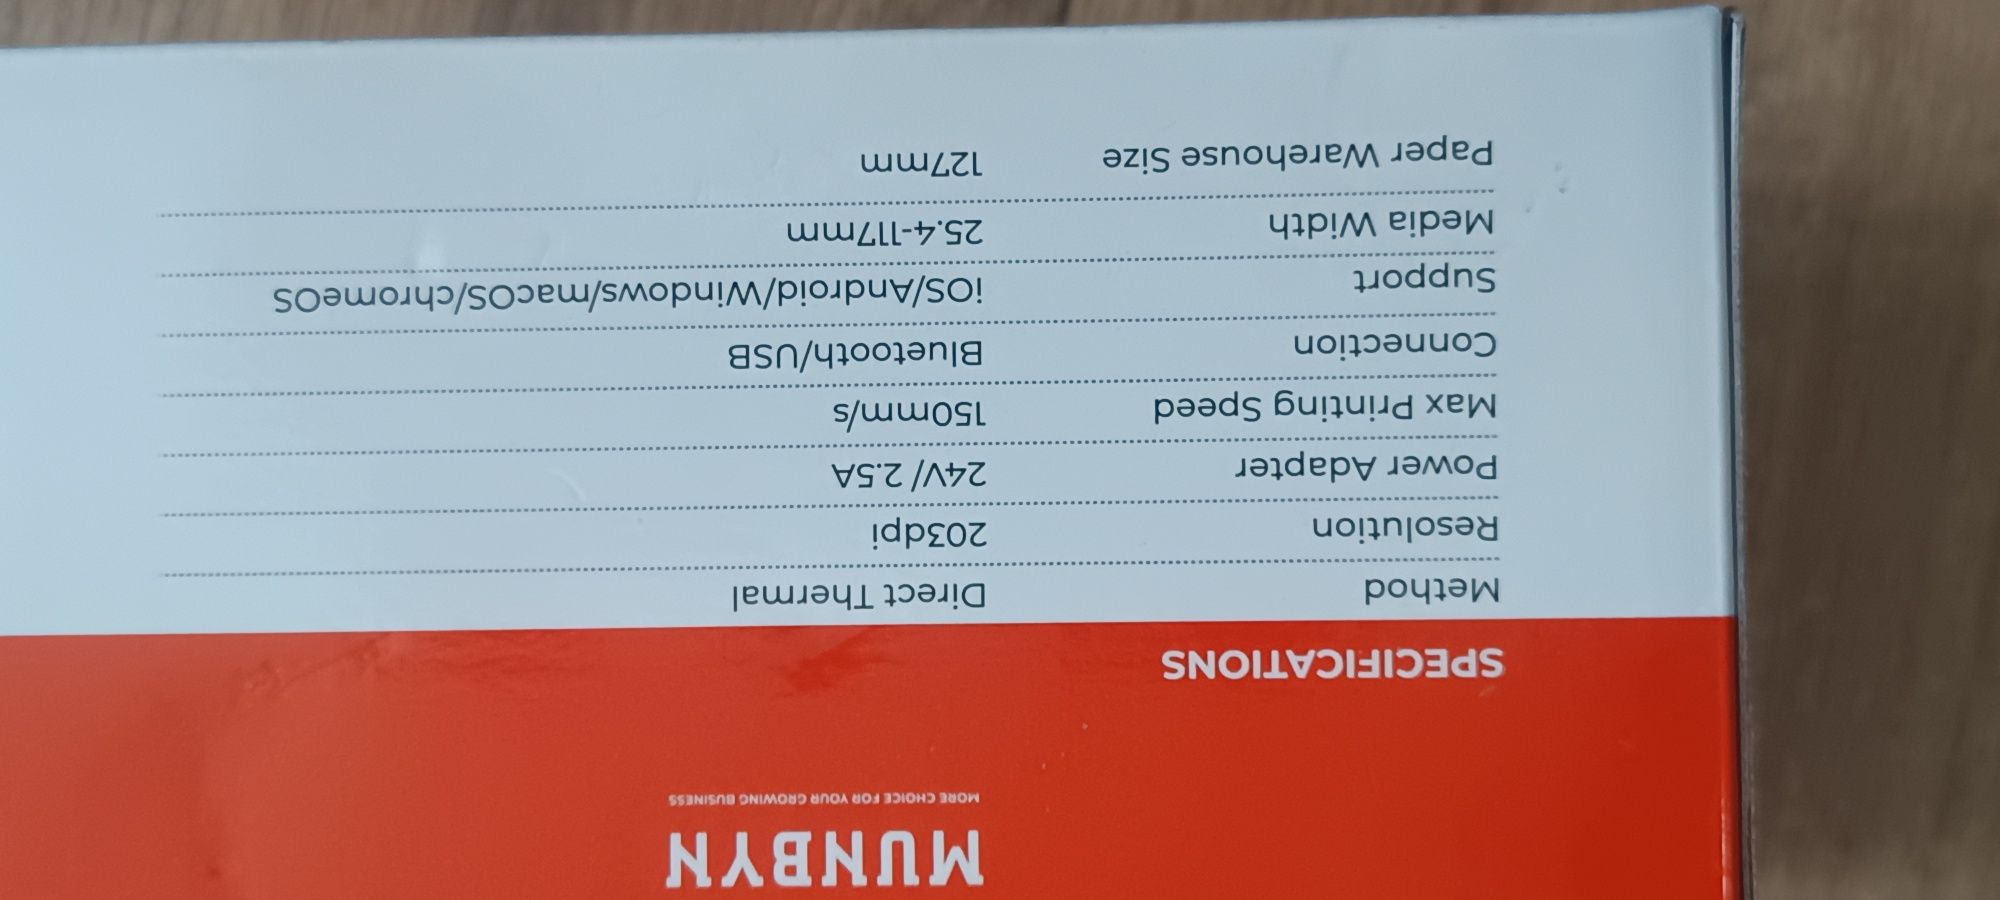 MUNBYN
MORE CHOICE FOR YOUR GROWING BUSINESS
SPECIFICATIONS
Method Direct Thermal
Resolution 203dpi
Power Adapter 24V/ 2.5A
Max Printing Speed 150mm/s
Connection Bluetooth/USB
Support iOS/Android/Windows/macOS/chromeOS
Media Width 25.4-117mm
Paper Warehouse Size 127mm